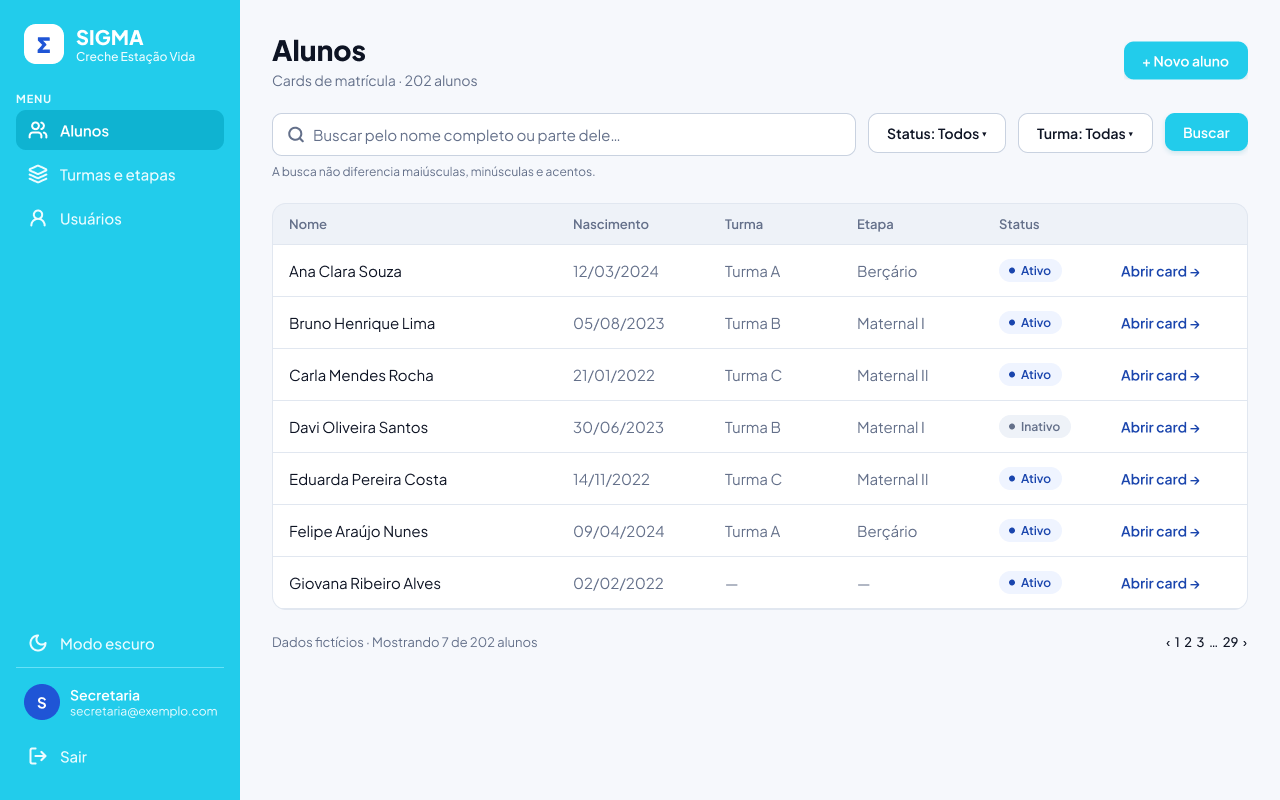 Σ
SIGMA
Creche Estação Vida
MENU
Alunos
Turmas e etapas
Usuários
Modo escuro
S
Secretaria
secretaria@exemplo.com
Sair
Alunos
Cards de matrícula · 202 alunos
+ Novo aluno
Buscar pelo nome completo ou parte dele…
Status: Todos ▾
Turma: Todas ▾
Buscar
A busca não diferencia maiúsculas, minúsculas e acentos.
Nome Nascimento Turma Etapa Status
Ana Clara Souza 12/03/2024 Turma A Berçário Ativo Abrir card →
Bruno Henrique Lima 05/08/2023 Turma B Maternal I Ativo Abrir card →
Carla Mendes Rocha 21/01/2022 Turma C Maternal II Ativo Abrir card →
Davi Oliveira Santos 30/06/2023 Turma B Maternal I Inativo Abrir card →
Eduarda Pereira Costa 14/11/2022 Turma C Maternal II Ativo Abrir card →
Felipe Araújo Nunes 09/04/2024 Turma A Berçário Ativo Abrir card →
Giovana Ribeiro Alves 02/02/2022 — — Ativo Abrir card →
Dados fictícios · Mostrando 7 de 202 alunos
‹ 1 2 3 … 29 ›